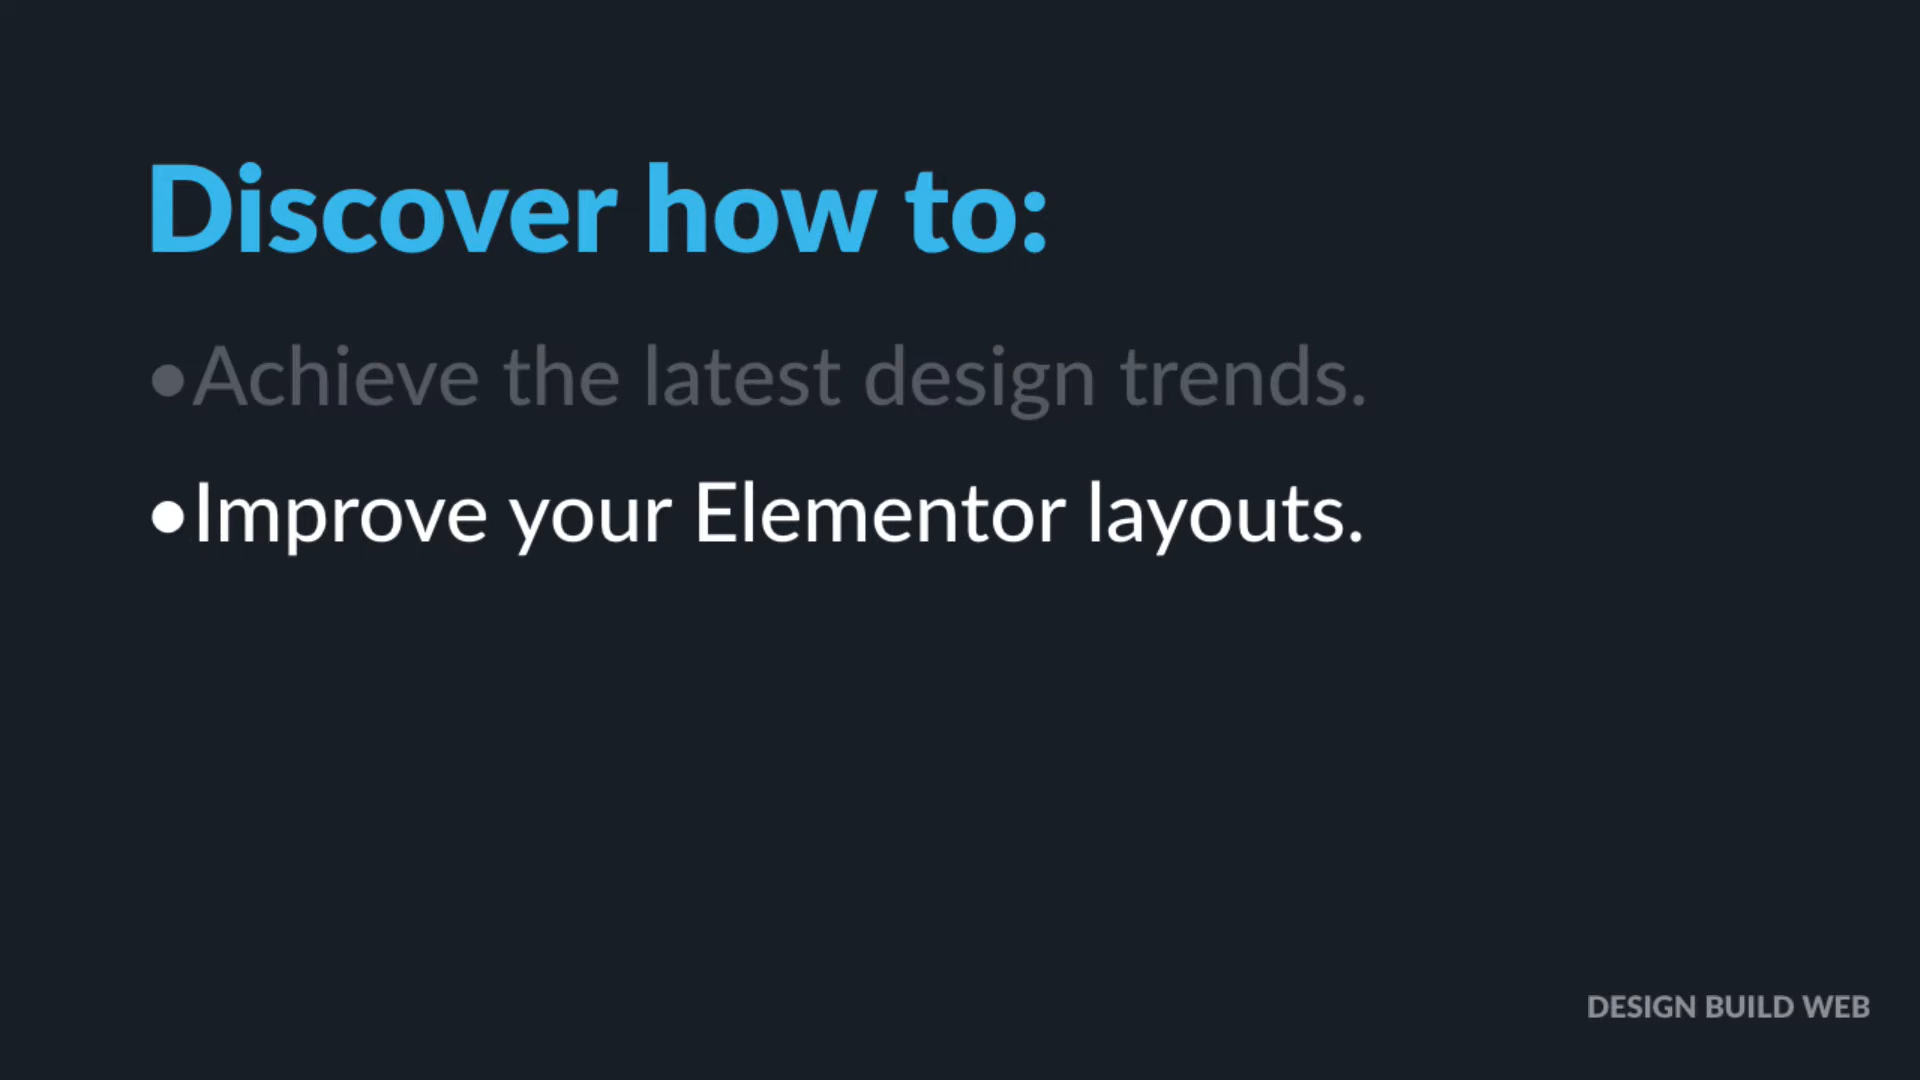 Discover how to:
•Achieve the latest design trends.
•Improve your Elementor layouts.
DESIGN BUILD WEB